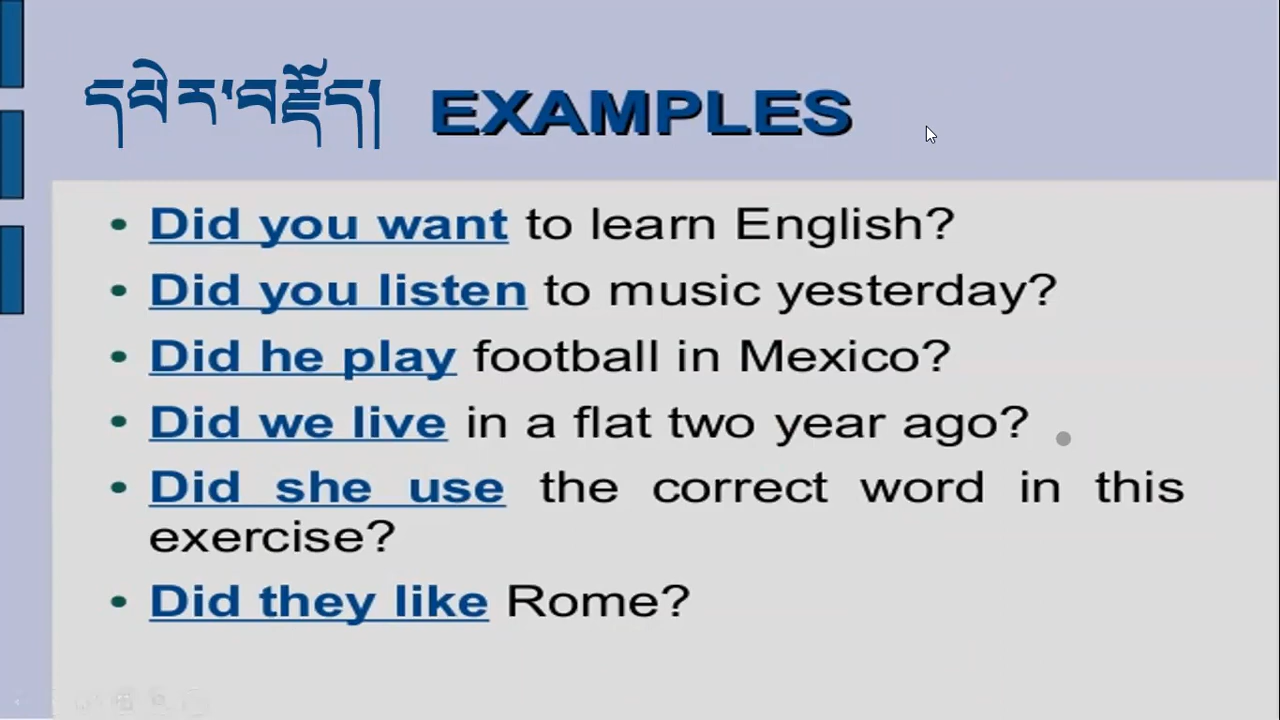 དཔེར་བརྗོད། EXAMPLES
• Did you want to learn English?
• Did you listen to music yesterday?
• Did he play football in Mexico?
• Did we live in a flat two year ago?
• Did she use the correct word in this
exercise?
• Did they like Rome?